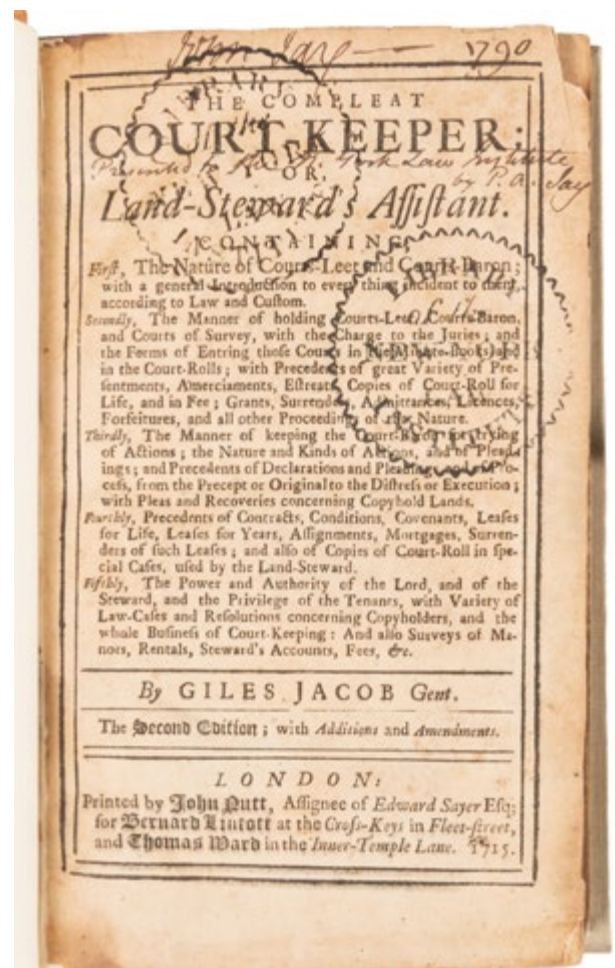 John Jay — 1790
THE COMPLEAT
COURT-KEEPER:
Presented to the N. York Law Institute
OR,
by P. A. Jay
Land-Steward's Aſſiſtant.
CONTAINING,
Firſt, The Nature of Courts-Leet and Courts-Baron;
with a general Introduction to every thing incident to them,
according to Law and Cuſtom.
Secondly, The Manner of holding Courts-Leet, Courts-Baron,
and Courts of Survey, with the Charge to the Juries; and
the Forms of Entring thoſe Courts in the Minute-Books and
in the Court-Rolls; with Precedents of great Variety of Pre-
ſentments, Amerciaments, Eſtreats, Copies of Court-Roll for
Life, and in Fee; Grants, Surrenders, Admittances, Licences,
Forfeitures, and all other Proceedings of that Nature.
Thirdly, The Manner of keeping the Court-Baron for trying
of Actions; the Nature and Kinds of Actions, and of Plead-
ings; and Precedents of Declarations and Pleadings, and of Pro-
ceſs, from the Precept or Original to the Diſtreſs or Execution;
with Pleas and Recoveries concerning Copyhold Lands.
Fourthly, Precedents of Contracts, Conditions, Covenants, Leaſes
for Life, Leaſes for Years, Aſſignments, Mortgages, Surren-
ders of ſuch Leaſes; and alſo of Copies of Court-Roll in ſpe-
cial Caſes, uſed by the Land-Steward.
Fifthly, The Power and Authority of the Lord, and of the
Steward, and the Privilege of the Tenants, with Variety of
Law-Caſes and Reſolutions concerning Copyholders, and the
whole Buſineſs of Court-Keeping: And alſo Surveys of Ma-
nors, Rentals, Steward's Accounts, Fees, &c.
By GILES JACOB Gent.
The Second Edition; with Additions and Amendments.
LONDON:
Printed by John Nutt, Aſſignee of Edward Sayer Eſq;
for Bernard Lintott at the Croſs-Keys in Fleet-ſtreet,
and Thomas Ward in the Inner-Temple Lane. 1715.